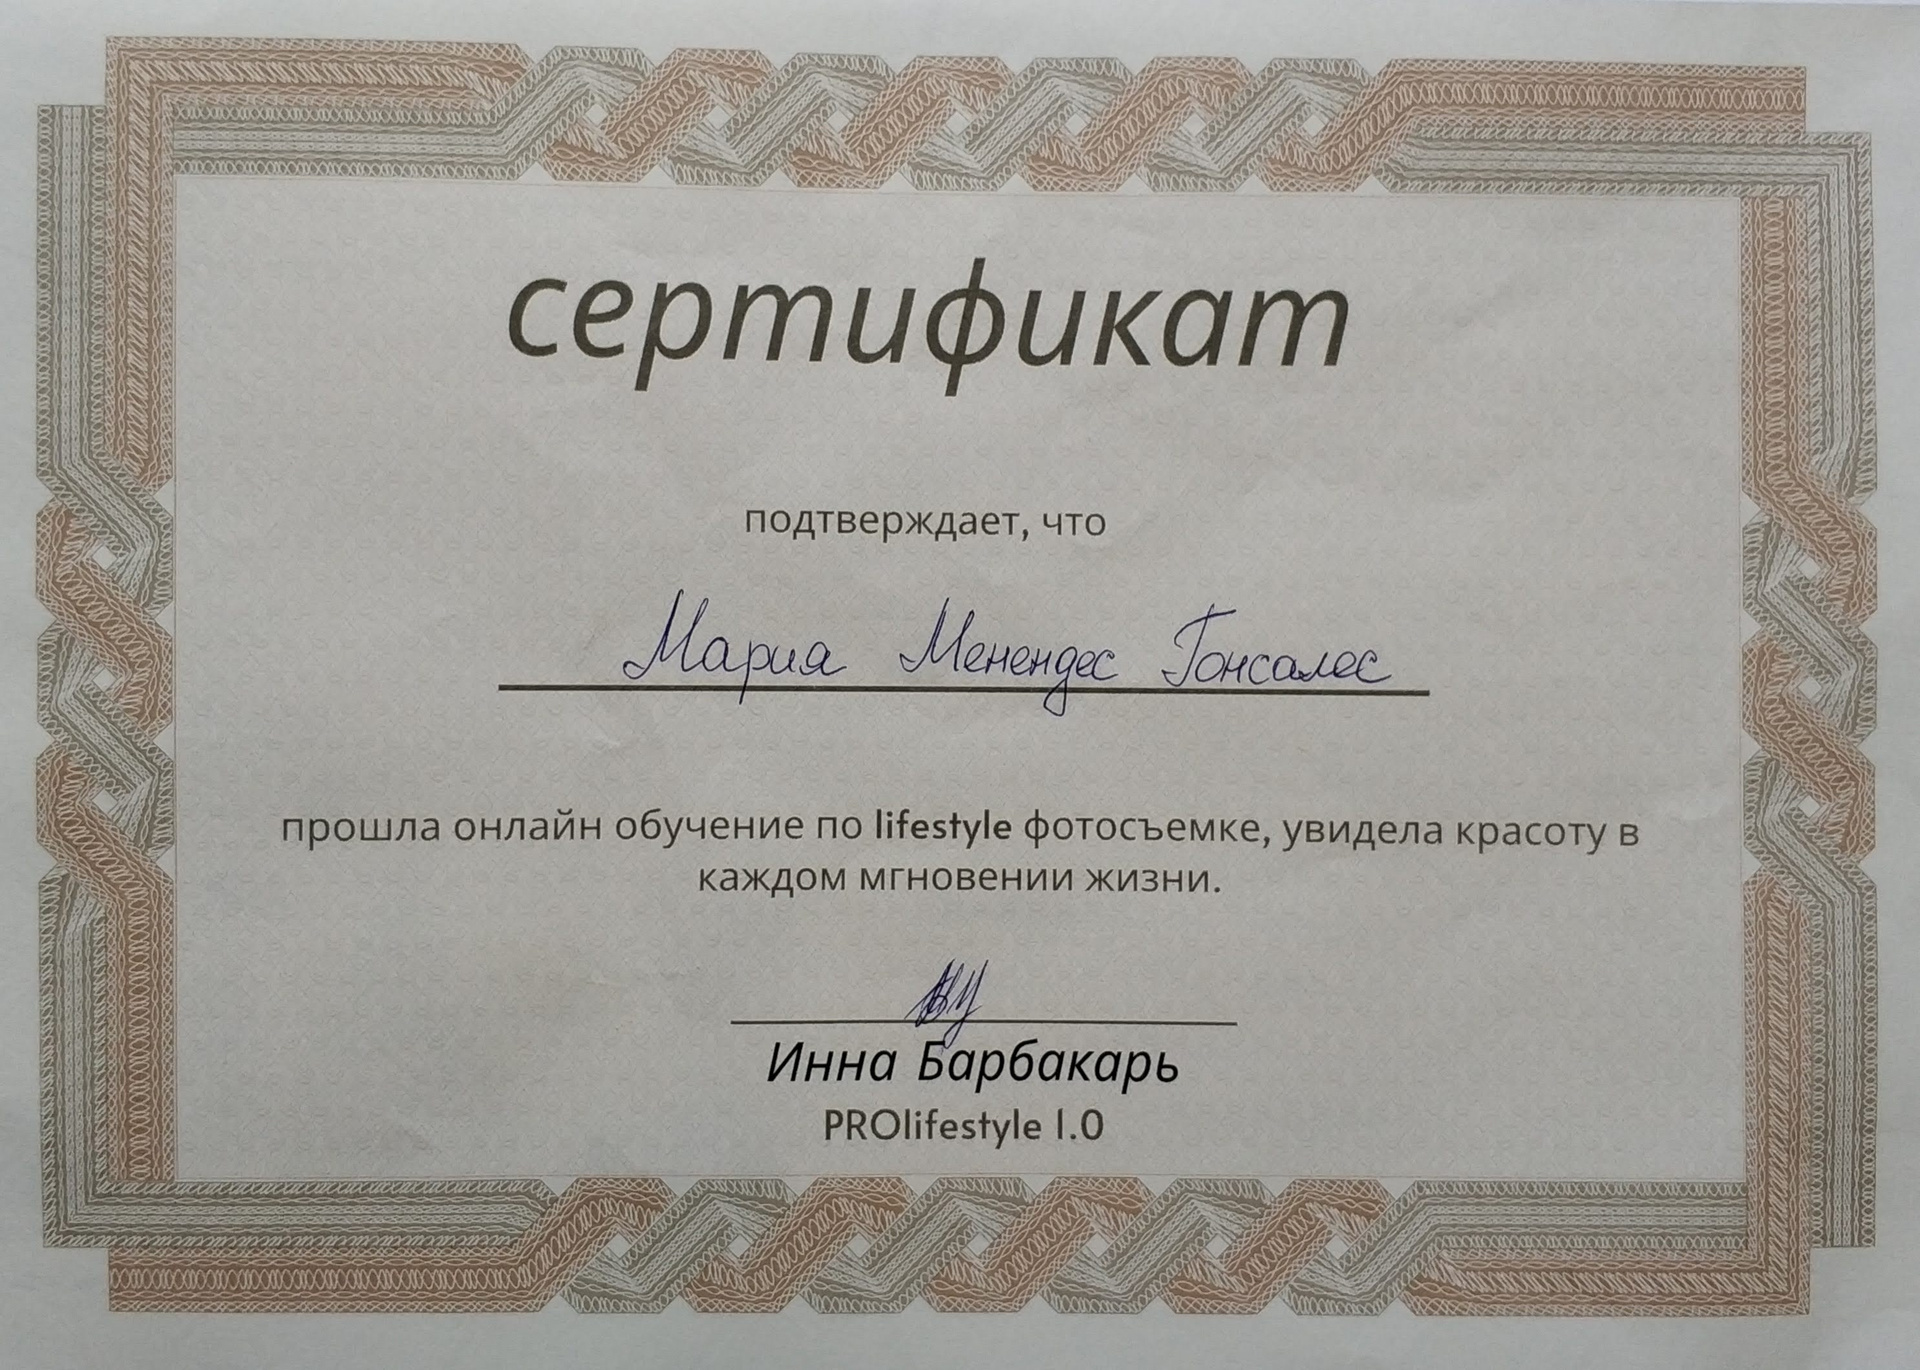 сертификат
подтверждает, что
Мария Менендес Гонсалес
прошла онлайн обучение по lifestyle фотосъемке, увидела красоту в
каждом мгновении жизни.
Инна Барбакарь
PROlifestyle 1.0